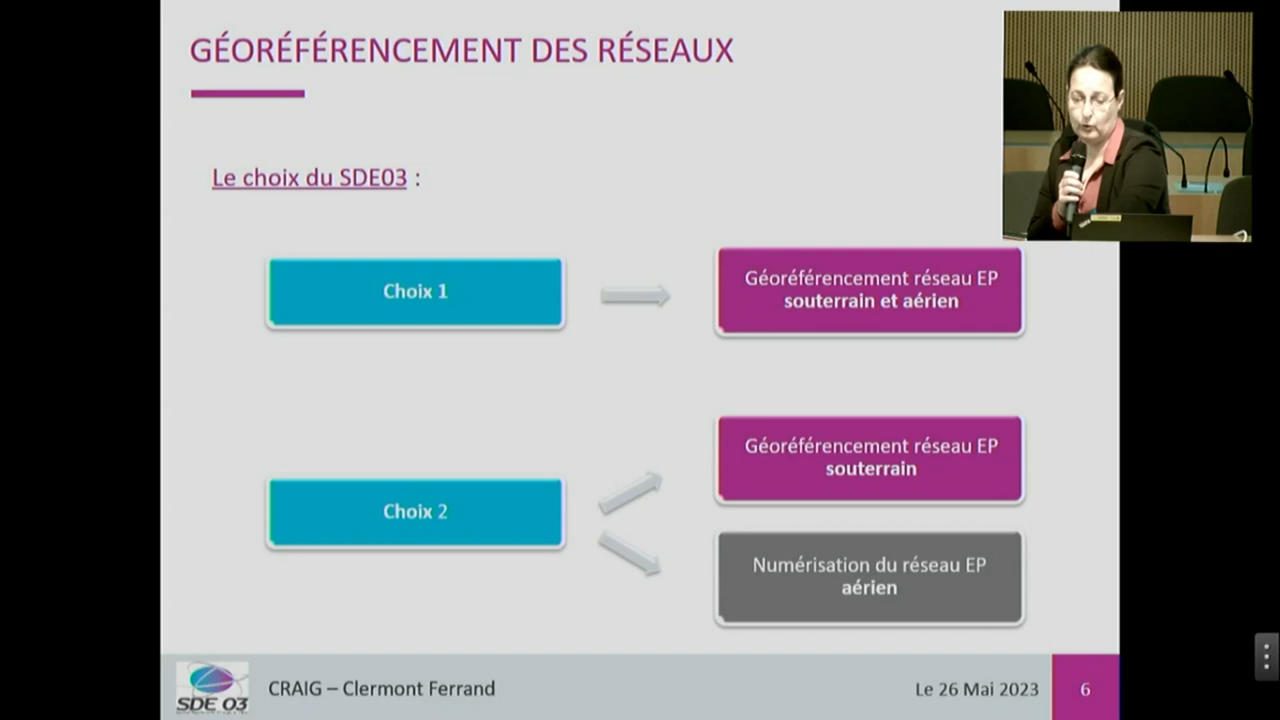 GÉORÉFÉRENCEMENT DES RÉSEAUX
Le choix du SDE03 :
Choix 1
Géoréférencement réseau EP
souterrain et aérien
Choix 2
Géoréférencement réseau EP
souterrain
Numérisation du réseau EP
aérien
SDE 03
CRAIG – Clermont Ferrand
Le 26 Mai 2023
6